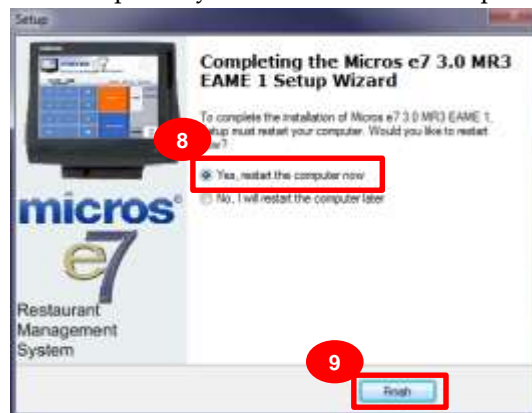 Setup
Completing the Micros e7 3.0 MR3
EAME 1 Setup Wizard
To complete the installation of Micros e7 3.0 MR3 EAME 1,
setup must restart your computer. Would you like to restart
now?
8
Yes, restart the computer now
No, I will restart the computer later
micros®
e7
Restaurant
Management
System
9
Finish